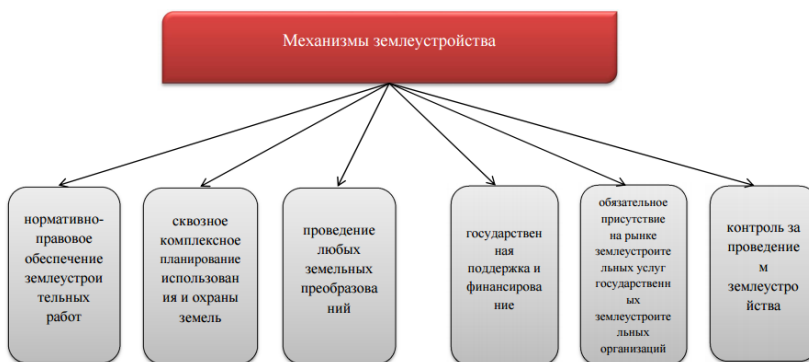 Механизмы землеустройства
нормативно-
правовое
обеспечение
землеустрои
тельных
работ
сквозное
комплексное
планирование
использован
ия и охраны
земель
проведение
любых
земельных
преобразова
ний
государствен
ная
поддержка и
финансирова
ние
обязательное
присутствие
на рынке
землеустроите
льных услуг
государственн
ых
землеустроите
льных
организаций
контроль за
проведение
м
землеустро
йства